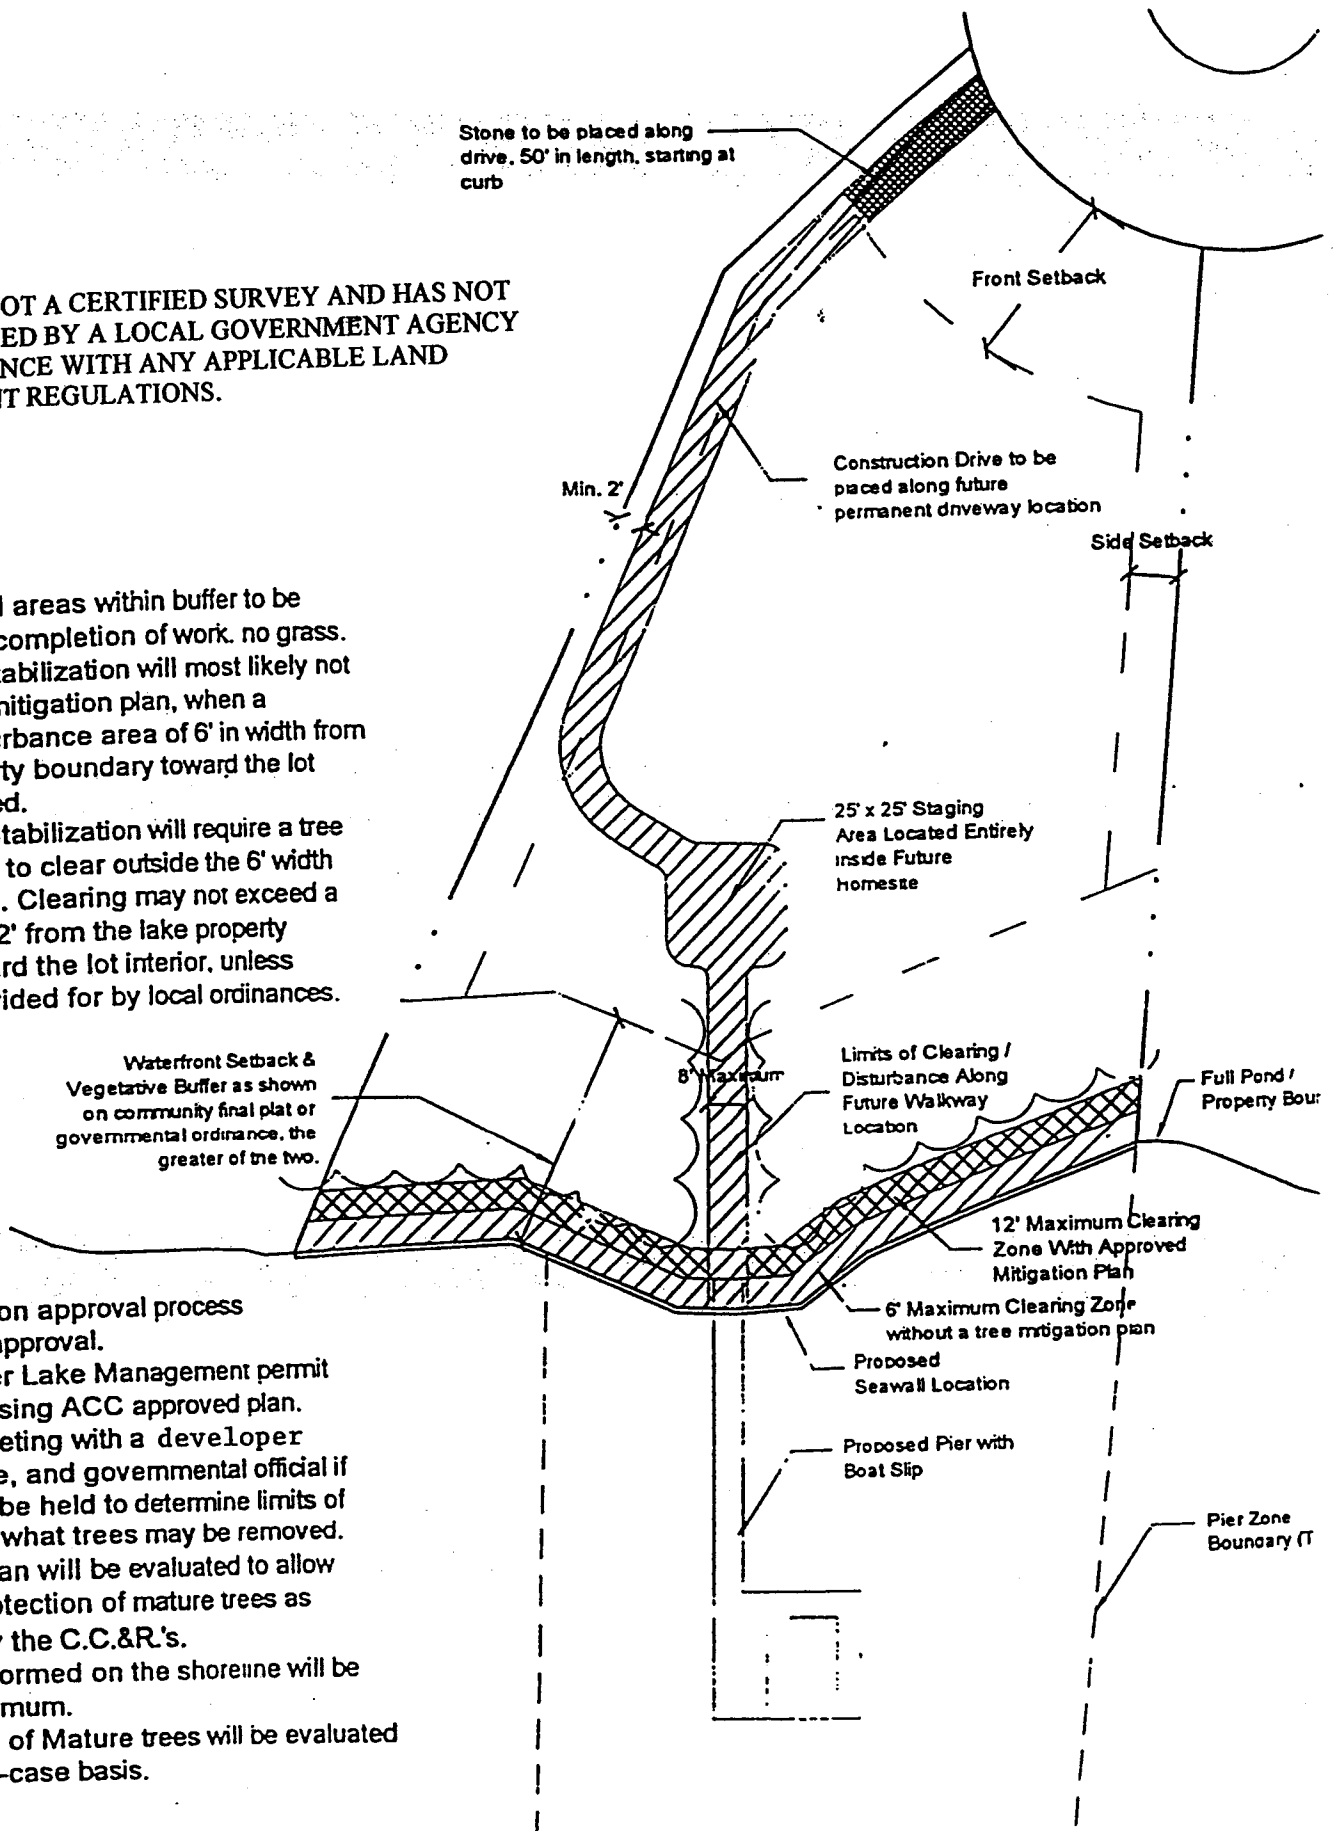 Stone to be placed along
drive, 50' in length, starting at
curb
OT A CERTIFIED SURVEY AND HAS NOT
ED BY A LOCAL GOVERNMENT AGENCY
NCE WITH ANY APPLICABLE LAND
NT REGULATIONS.
Front Setback
Construction Drive to be
placed along future
permanent driveway location
Min. 2'
Side Setback
areas within buffer to be
completion of work. no grass.
tabilization will most likely not
mitigation plan, when a
rbance area of 6' in width from
ty boundary toward the lot
ed.
stabilization will require a tree
to clear outside the 6' width
. Clearing may not exceed a
2' from the lake property
rd the lot interior, unless
vided for by local ordinances.
25' x 25' Staging
Area Located Entirely
inside Future
Homesite
Waterfront Setback &
Vegetative Buffer as shown
on community final plat or
governmental ordinance, the
greater of the two.
8' Maximum
Limits of Clearing /
Disturbance Along
Future Walkway
Location
Full Pond /
Property Bour
12' Maximum Clearing
Zone With Approved
Mitigation Plan
6' Maximum Clearing Zone
without a tree mitigation plan
Proposed
Seawall Location
on approval process
approval.
er Lake Management permit
sing ACC approved plan.
eting with a developer
e, and governmental official if
be held to determine limits of
what trees may be removed.
an will be evaluated to allow
otection of mature trees as
the C.C.&R.'s.
ormed on the shoreline will be
mum.
of Mature trees will be evaluated
-case basis.
Proposed Pier with
Boat Slip
Pier Zone
Boundary (T